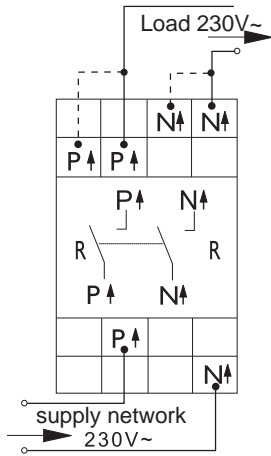 Load 230V~
N N
P P
P N
R R
P N
P
N
supply network
230V~